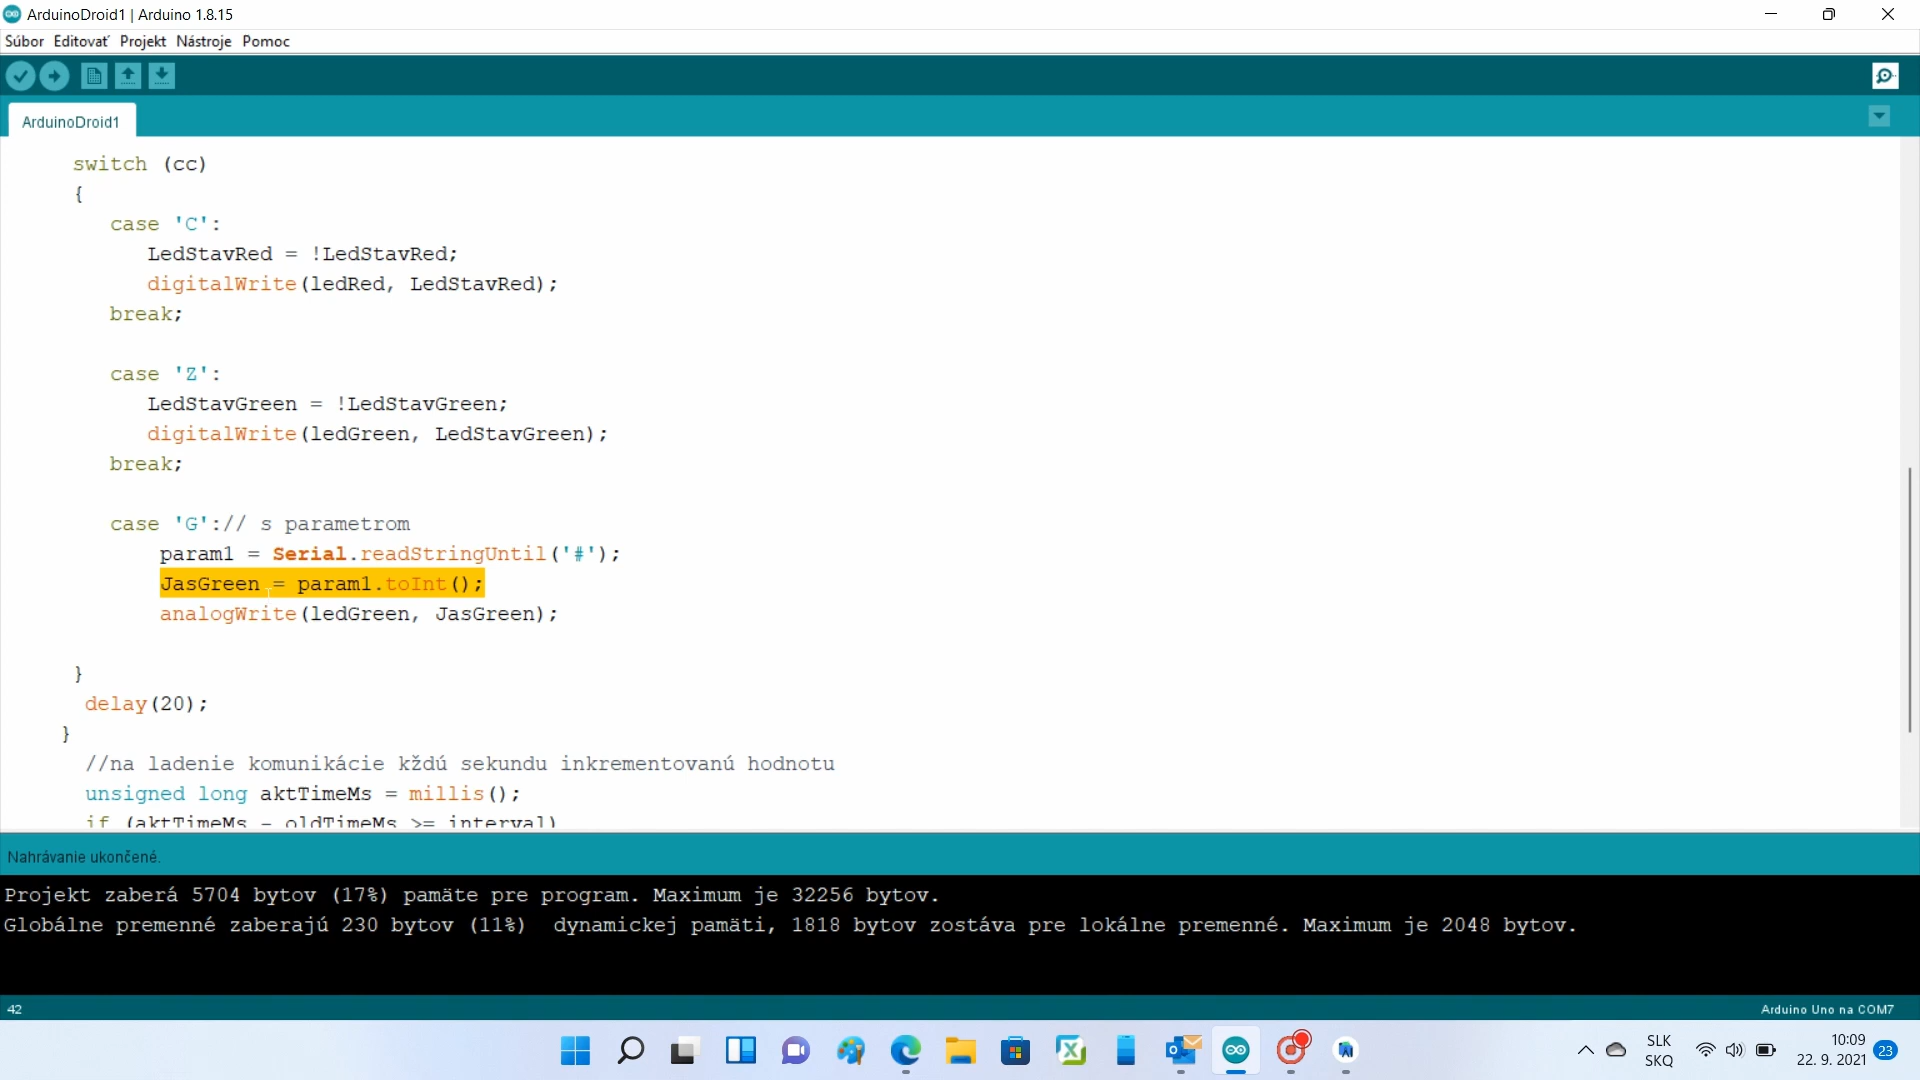 ArduinoDroid1 | Arduino 1.8.15
Súbor Editovať Projekt Nástroje Pomoc
ArduinoDroid1
switch (cc)
{
case 'C':
LedStavRed = !LedStavRed;
digitalWrite(ledRed, LedStavRed);
break;
case 'Z':
LedStavGreen = !LedStavGreen;
digitalWrite(ledGreen, LedStavGreen);
break;
case 'G':// s parametrom
param1 = Serial.readStringUntil('#');
JasGreen = param1.toInt();
analogWrite(ledGreen, JasGreen);
}
delay(20);
}
//na ladenie komunikácie kždú sekundu inkrementovanú hodnotu
unsigned long aktTimeMs = millis();
if (aktTimeMs - oldTimeMs >= interval)
Nahrávanie ukončené.
Projekt zaberá 5704 bytov (17%) pamäte pre program. Maximum je 32256 bytov.
Globálne premenné zaberajú 230 bytov (11%) dynamickej pamäti, 1818 bytov zostáva pre lokálne premenné. Maximum je 2048 bytov.
42
Arduino Uno na COM7
SLK
SKQ
10:09
22. 9. 2021
23